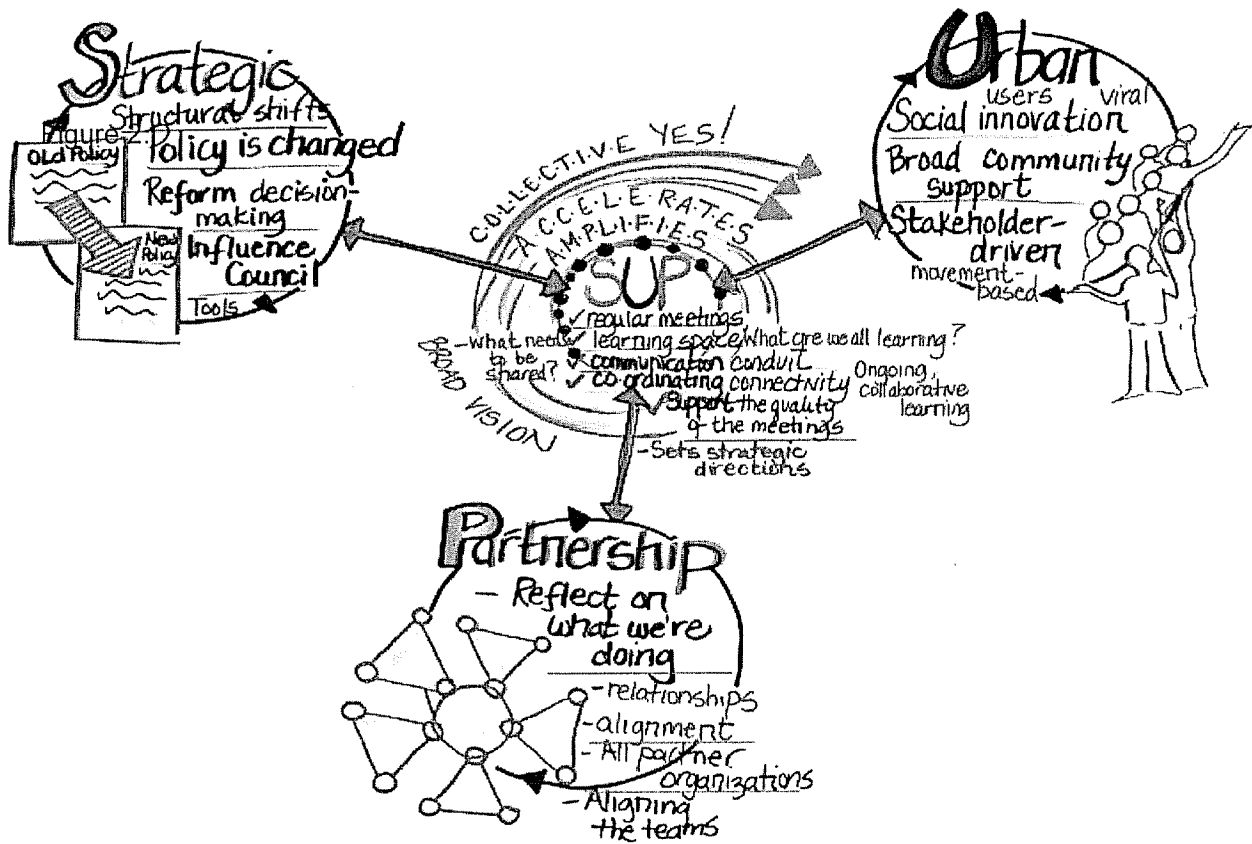 Strategic
Structural shifts
Figure 2.
Policy is changed
Old Policy
Reform decision-
making
New
Policy
Influence
Council
Tools
COLLECTIVE YES!
A·C·C·E·L·E·R·A·T·E·S
A·M·P·L·I·F·I·E·S
SUP
✓ regular meetings
✓ learning space What are we all learning?
- What needs
to be
shared?
✓ communication conduit
✓ co-ordinating connectivity
Ongoing,
collaborative
learning
✓ Support the quality
of the meetings
- Sets strategic
directions
BROAD VISION
Urban
users viral
Social innovation
Broad community
support
Stakeholder-
driven
movement-
based
Partnership
- Reflect on
what we're
doing
- relationships
- alignment
- All partner
organizations
- Aligning
the teams